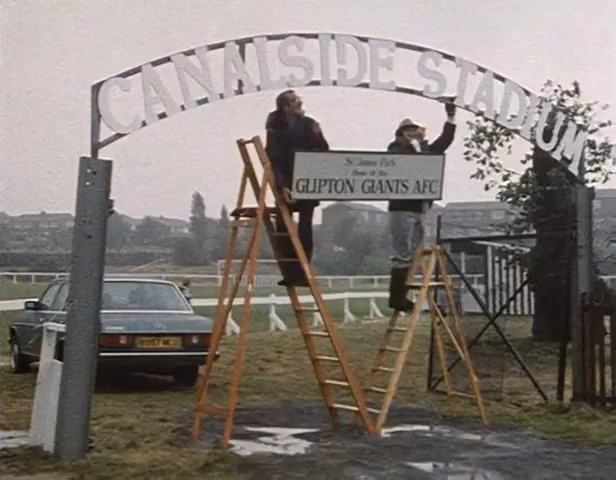 CANALSIDE STADIUM
St James Park
Home of the
GLIPTON GIANTS AFC